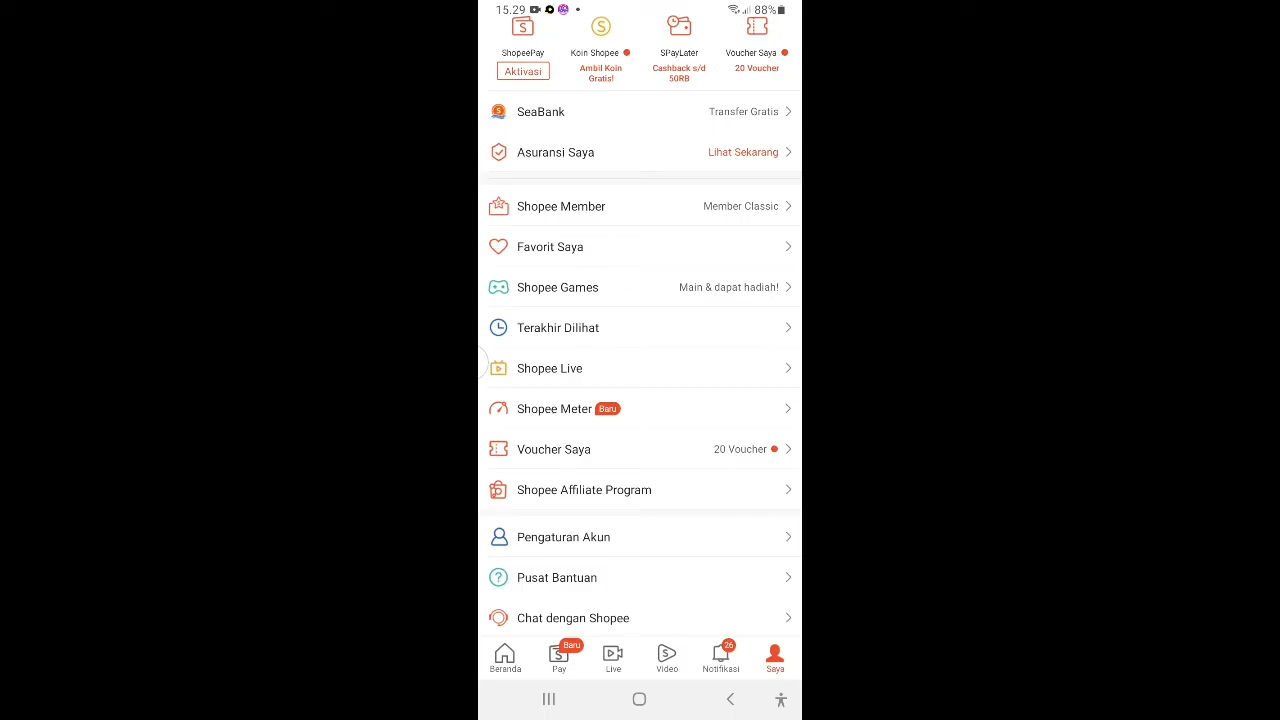 15.29 88%
ShopeePay Koin Shopee SPayLater Voucher Saya
Aktivasi Ambil Koin Gratis! Cashback s/d 50RB 20 Voucher
SeaBank Transfer Gratis
Asuransi Saya Lihat Sekarang
Shopee Member Member Classic
Favorit Saya
Shopee Games Main & dapat hadiah!
Terakhir Dilihat
Shopee Live
Shopee Meter Baru
Voucher Saya 20 Voucher
Shopee Affiliate Program
Pengaturan Akun
Pusat Bantuan
Chat dengan Shopee
Baru 26
Beranda Pay Live Video Notifikasi Saya